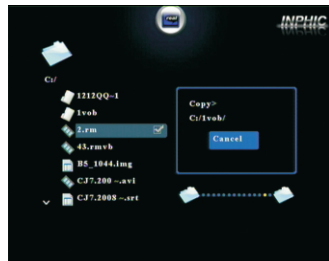 real
INPHIC
C:/
1212QQ~1
1vob
2.rm
43.rmvb
B5_1044.img
CJ7.200 ~.avi
CJ7.2008 ~.srt
Copy>
C:/1vob/
Cancel